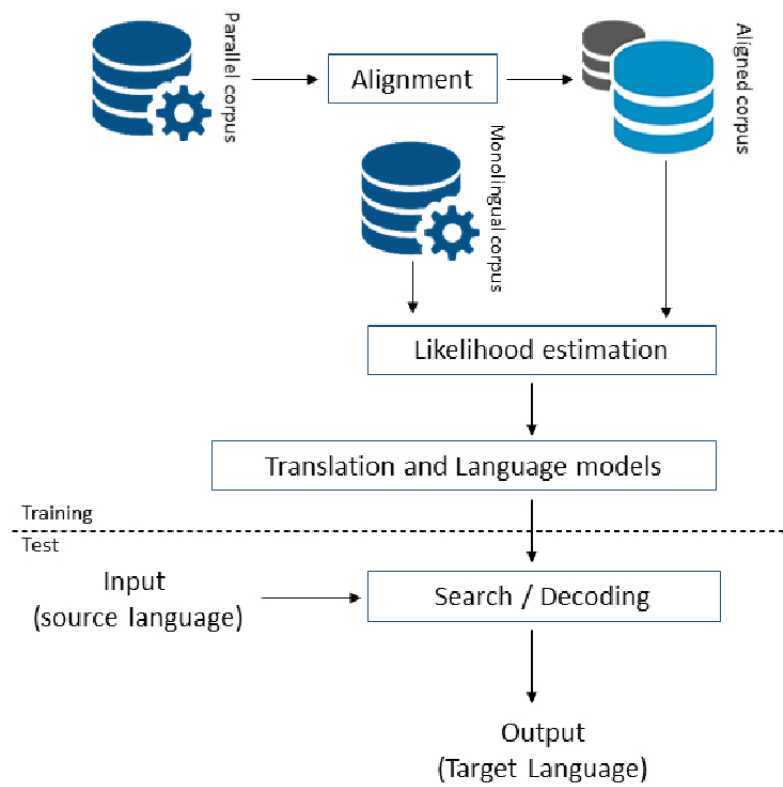 Parallel corpus
Alignment
Aligned corpus
Monolingual corpus
Likelihood estimation
Translation and Language models
Training
Test
Input
(source language)
Search / Decoding
Output
(Target Language)